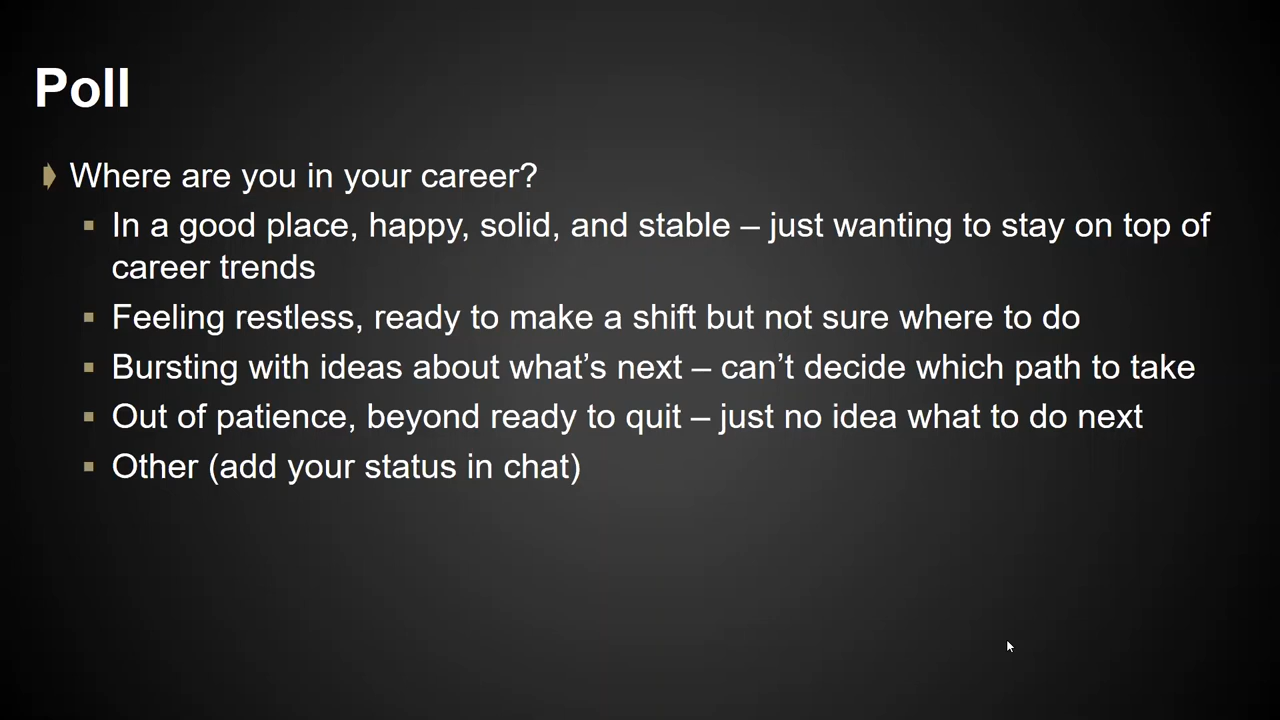 Poll
Where are you in your career?
In a good place, happy, solid, and stable – just wanting to stay on top of
career trends
Feeling restless, ready to make a shift but not sure where to do
Bursting with ideas about what’s next – can’t decide which path to take
Out of patience, beyond ready to quit – just no idea what to do next
Other (add your status in chat)